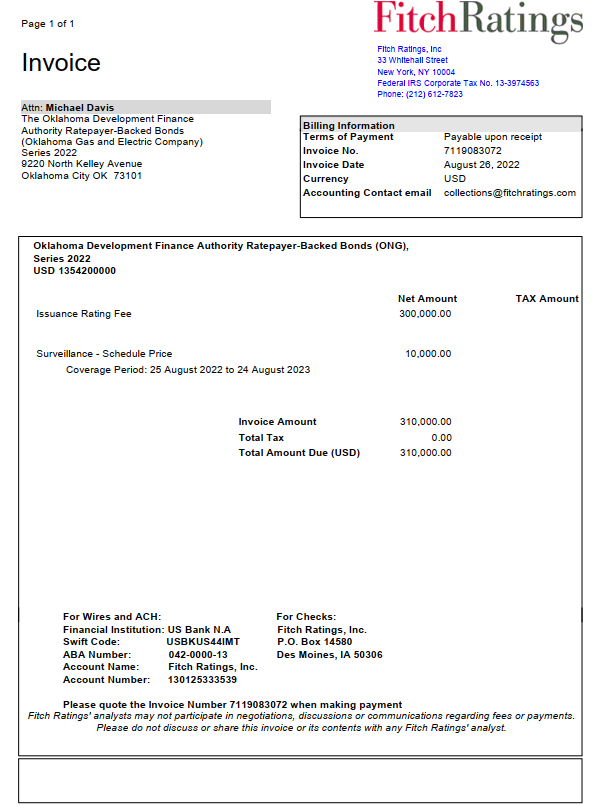 Page 1 of 1
FitchRatings
Invoice
Fitch Ratings, Inc
33 Whitehall Street
New York, NY 10004
Federal IRS Corporate Tax No. 13-3974563
Phone: (212) 612-7823
Attn: Michael Davis
The Oklahoma Development Finance
Authority Ratepayer-Backed Bonds
(Oklahoma Gas and Electric Company)
Series 2022
9220 North Kelley Avenue
Oklahoma City OK 73101
Billing Information
Terms of Payment Payable upon receipt
Invoice No. 7119083072
Invoice Date August 26, 2022
Currency USD
Accounting Contact email collections@fitchratings.com
Oklahoma Development Finance Authority Ratepayer-Backed Bonds (ONG),
Series 2022
USD 1354200000
Net Amount TAX Amount
Issuance Rating Fee 300,000.00
Surveillance - Schedule Price 10,000.00
Coverage Period: 25 August 2022 to 24 August 2023
Invoice Amount 310,000.00
Total Tax 0.00
Total Amount Due (USD) 310,000.00
For Wires and ACH:
Financial Institution: US Bank N.A
Swift Code: USBKUS44IMT
ABA Number: 042-0000-13
Account Name: Fitch Ratings, Inc.
Account Number: 130125333539
For Checks:
Fitch Ratings, Inc.
P.O. Box 14580
Des Moines, IA 50306
Please quote the Invoice Number 7119083072 when making payment
Fitch Ratings' analysts may not participate in negotiations, discussions or communications regarding fees or payments.
Please do not discuss or share this invoice or its contents with any Fitch Ratings' analyst.